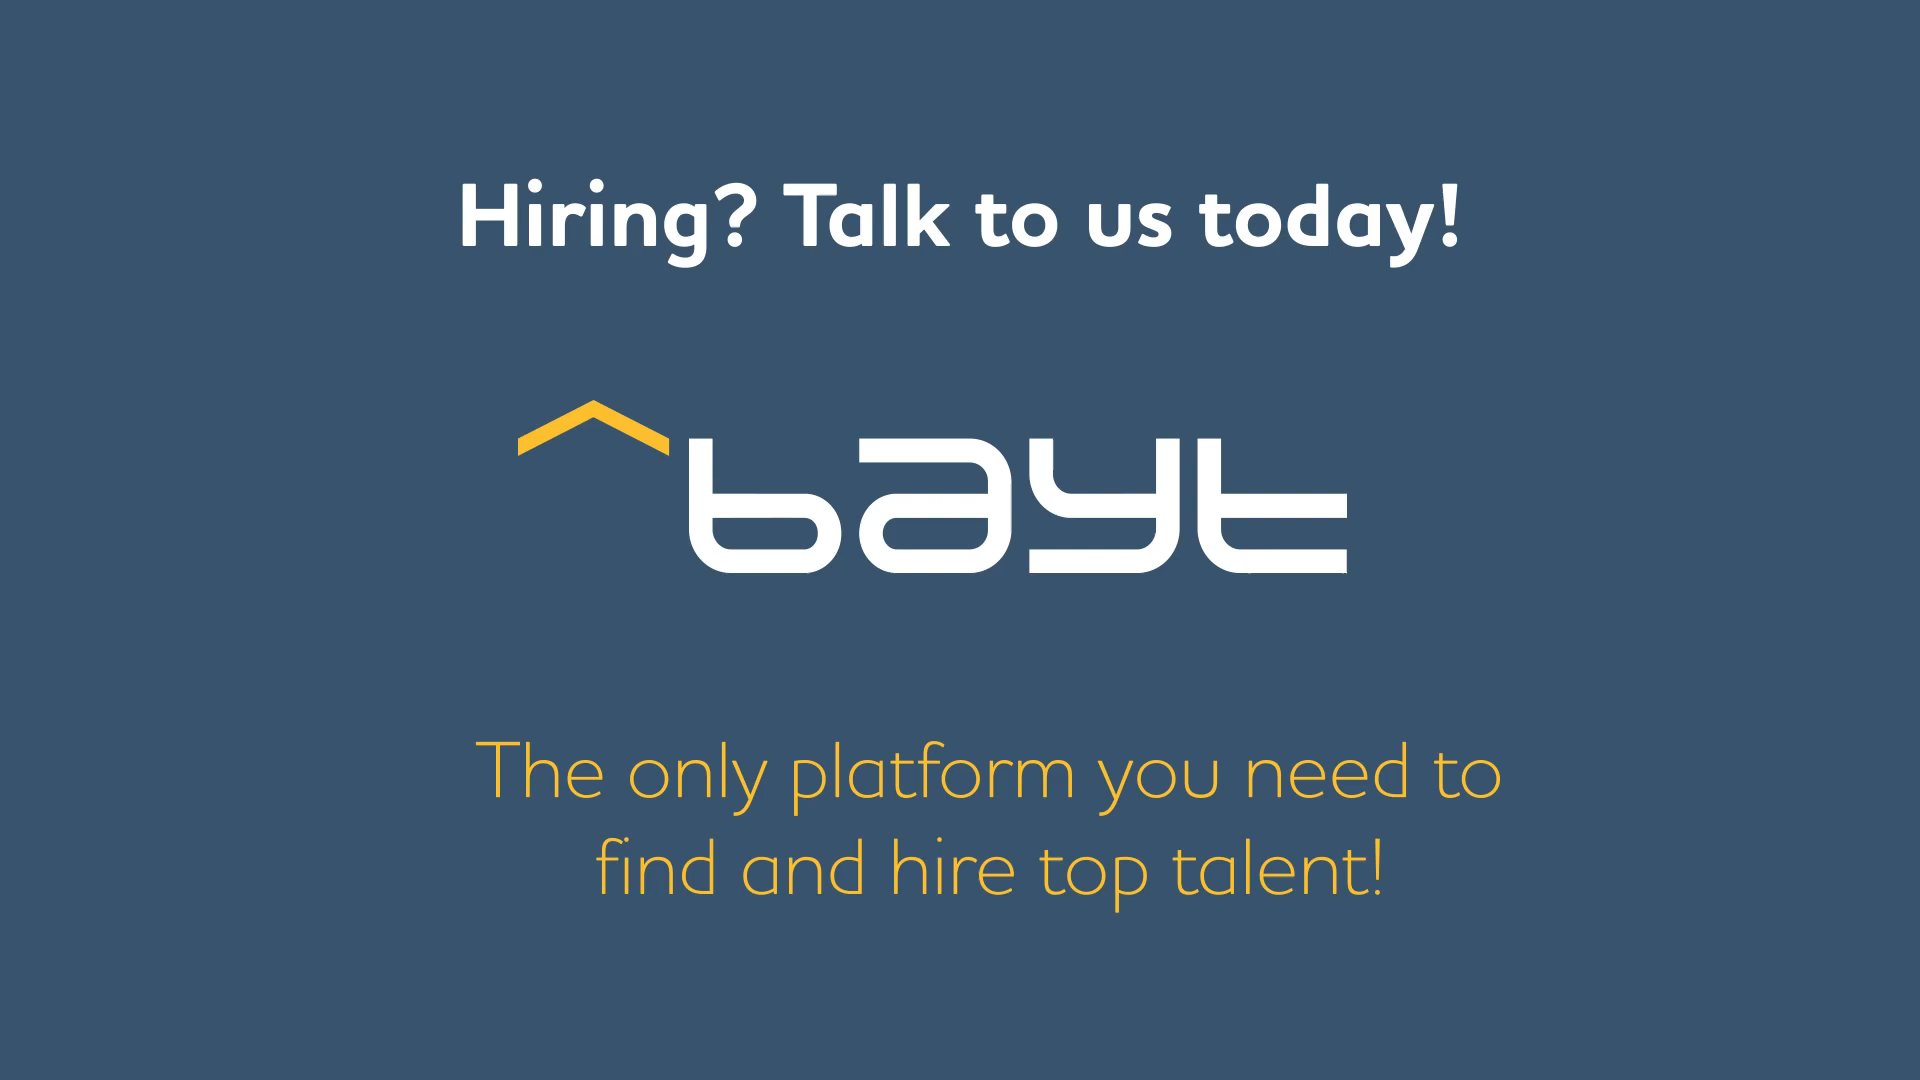 Hiring? Talk to us today!
bayt
The only platform you need to
find and hire top talent!